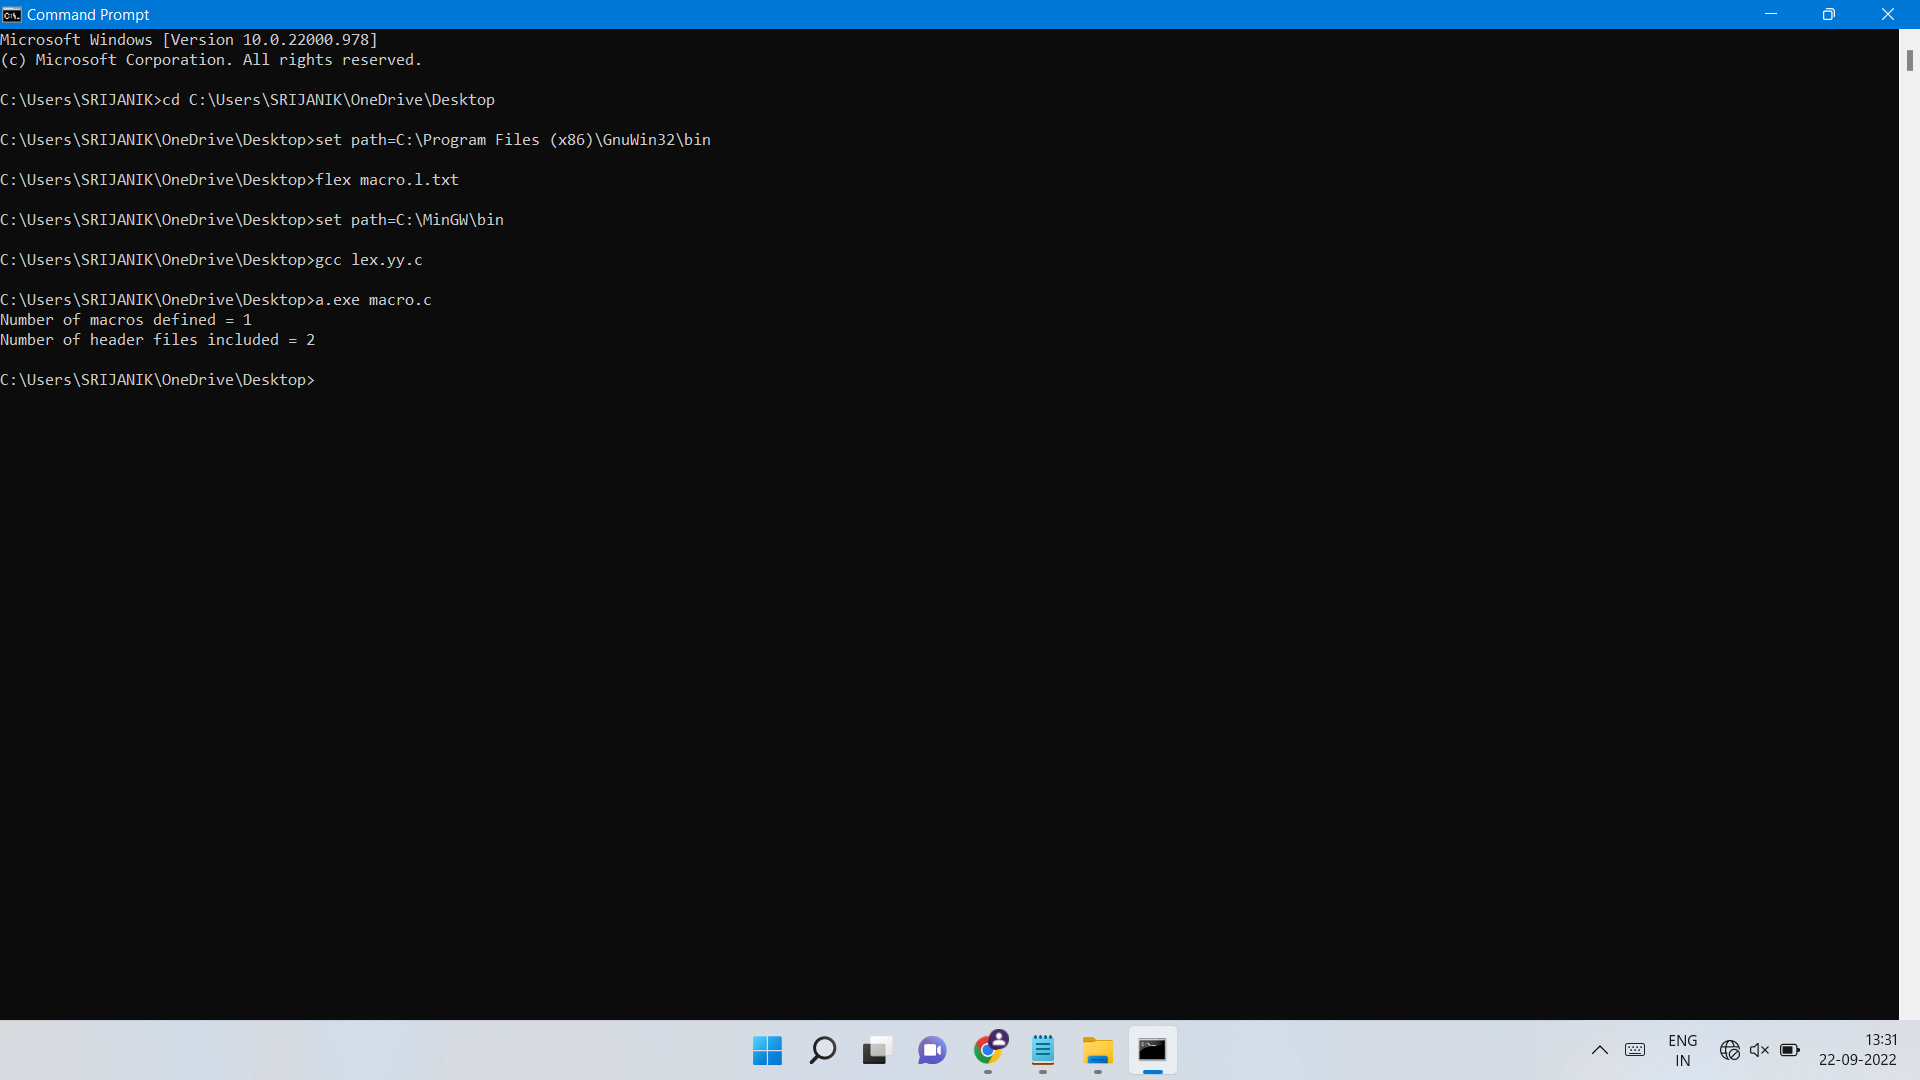 Command Prompt
Microsoft Windows [Version 10.0.22000.978]
(c) Microsoft Corporation. All rights reserved.
C:\Users\SRIJANIK>cd C:\Users\SRIJANIK\OneDrive\Desktop
C:\Users\SRIJANIK\OneDrive\Desktop>set path=C:\Program Files (x86)\GnuWin32\bin
C:\Users\SRIJANIK\OneDrive\Desktop>flex macro.l.txt
C:\Users\SRIJANIK\OneDrive\Desktop>set path=C:\MinGW\bin
C:\Users\SRIJANIK\OneDrive\Desktop>gcc lex.yy.c
C:\Users\SRIJANIK\OneDrive\Desktop>a.exe macro.c
Number of macros defined = 1
Number of header files included = 2
C:\Users\SRIJANIK\OneDrive\Desktop>
ENG
IN
13:31
22-09-2022